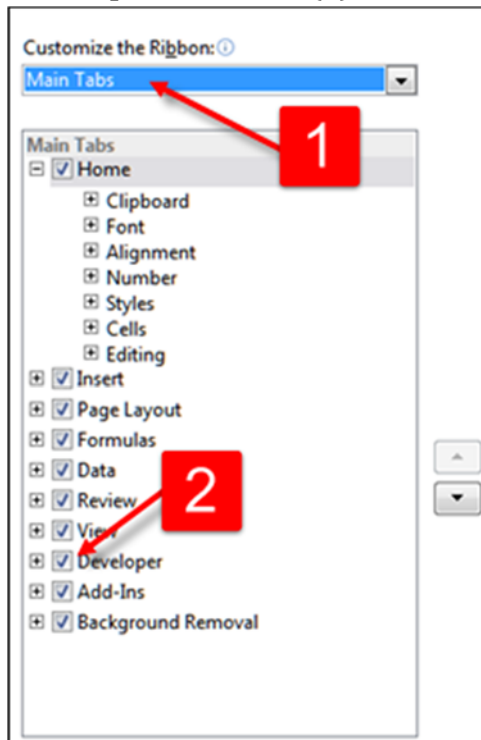 Customize the Ribbon:
Main Tabs
1
Main Tabs
Home
Clipboard
Font
Alignment
Number
Styles
Cells
Editing
Insert
Page Layout
Formulas
Data
2
Review
View
Developer
Add-Ins
Background Removal